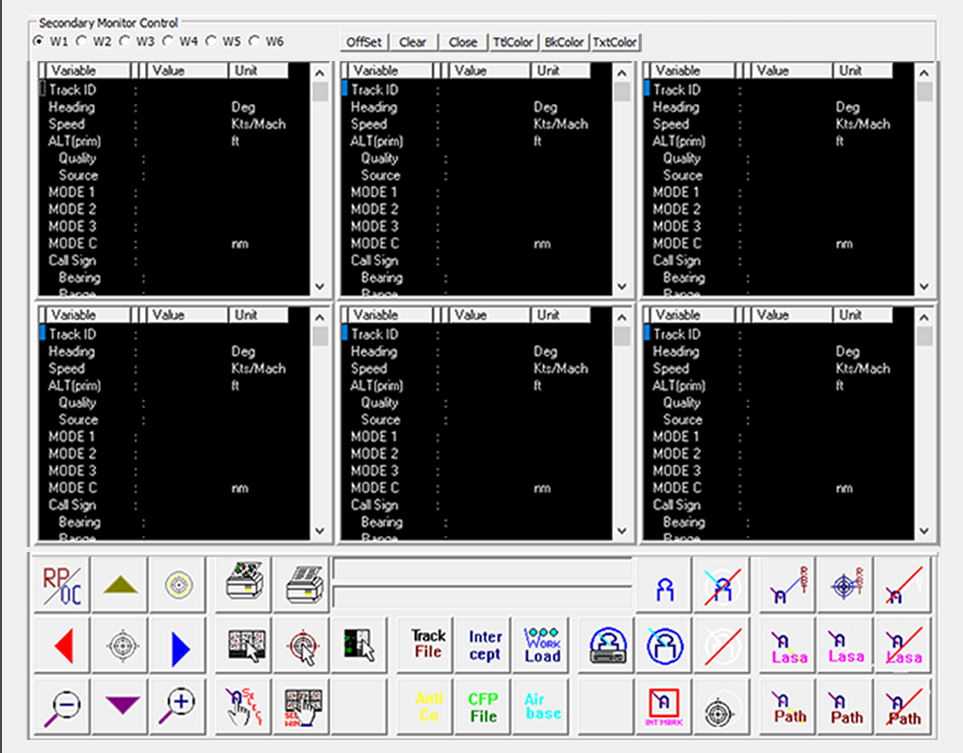 Secondary Monitor Control
W1 W2 W3 W4 W5 W6 OffSet Clear Close TtlColor BkColor TxtColor
Variable Value Unit Variable Value Unit Variable Value Unit
Track ID : Track ID : Track ID :
Heading : Deg Heading : Deg Heading : Deg
Speed : Kts/Mach Speed : Kts/Mach Speed : Kts/Mach
ALT(prim) : ft ALT(prim) : ft ALT(prim) : ft
Quality : Quality : Quality :
Source : Source : Source :
MODE 1 : MODE 1 : MODE 1 :
MODE 2 : MODE 2 : MODE 2 :
MODE 3 : MODE 3 : MODE 3 :
MODE C : nm MODE C : nm MODE C : nm
Call Sign : Call Sign : Call Sign :
Bearing : Bearing : Bearing :
Range Range Range
Variable Value Unit Variable Value Unit Variable Value Unit
Track ID : Track ID : Track ID :
Heading : Deg Heading : Deg Heading : Deg
Speed : Kts/Mach Speed : Kts/Mach Speed : Kts/Mach
ALT(prim) : ft ALT(prim) : ft ALT(prim) : ft
Quality : Quality : Quality :
Source : Source : Source :
MODE 1 : MODE 1 : MODE 1 :
MODE 2 : MODE 2 : MODE 2 :
MODE 3 : MODE 3 : MODE 3 :
MODE C : nm MODE C : nm MODE C : nm
Call Sign : Call Sign : Call Sign :
Bearing : Bearing : Bearing :
Range Range Range
RP/OC
Track File Inter cept Work Load Lasa Lasa Lasa
SELECT SEL WIN Anti Co CFP File Air base INT MBRK Path Path Path